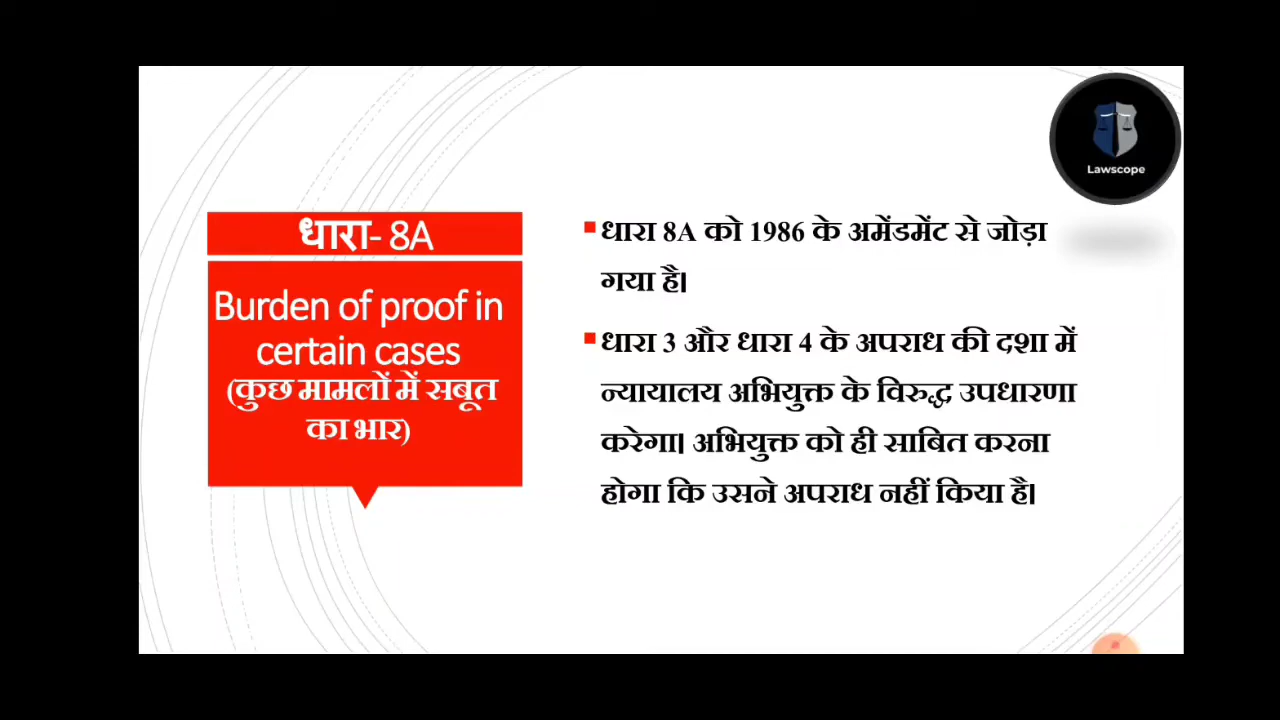 धारा- 8A
Burden of proof in
certain cases
(कुछ मामलों में सबूत
का भार)
धारा 8A को 1986 के अमेंडमेंट से जोड़ा
गया है।
धारा 3 और धारा 4 के अपराध की दशा में
न्यायालय अभियुक्त के विरुद्ध उपधारणा
करेगा। अभियुक्त को ही साबित करना
होगा कि उसने अपराध नहीं किया है।
Lawscope